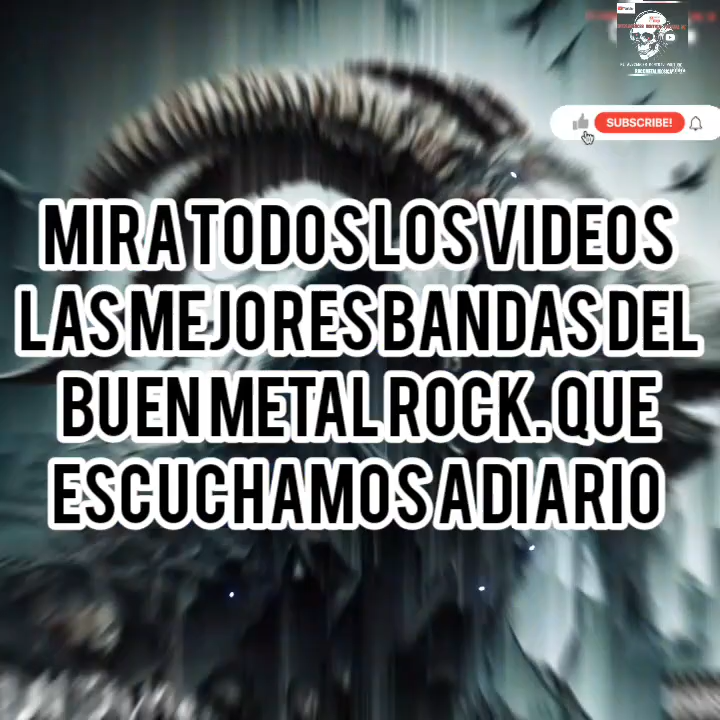 SUBSCRIBE!
MIRA TODOS LOS VIDEOS
LAS MEJORES BANDAS DEL
BUEN METAL ROCK. QUE
ESCUCHAMOS A DIARIO